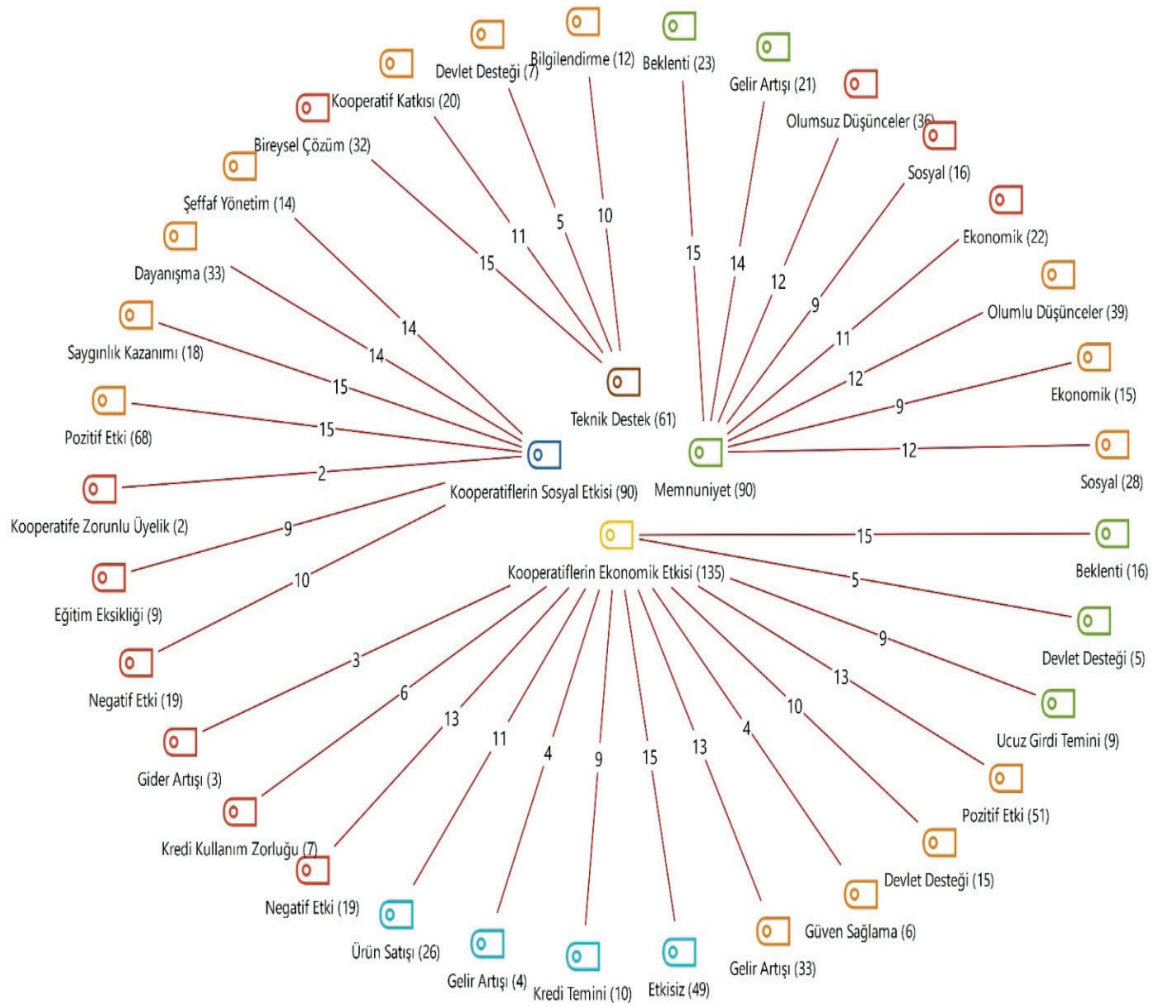 Bilgilendirme (12)
Beklenti (23)
Devlet Desteği (7)
Gelir Artışı (21)
Kooperatif Katkısı (20)
Olumsuz Düşünceler (36)
Bireysel Çözüm (32)
Sosyal (16)
Şeffaf Yönetim (14)
Ekonomik (22)
Dayanışma (33)
Olumlu Düşünceler (39)
Saygınlık Kazanımı (18)
Ekonomik (15)
Pozitif Etki (68)
Sosyal (28)
Kooperatife Zorunlu Üyelik (2)
Beklenti (16)
Eğitim Eksikliği (9)
Devlet Desteği (5)
Negatif Etki (19)
Ucuz Girdi Temini (9)
Gider Artışı (3)
Pozitif Etki (51)
Kredi Kullanım Zorluğu (7)
Devlet Desteği (15)
Negatif Etki (19)
Güven Sağlama (6)
Ürün Satışı (26)
Gelir Artışı (4)
Kredi Temini (10)
Etkisiz (49)
Gelir Artışı (33)
Teknik Destek (61)
Kooperatiflerin Sosyal Etkisi (90)
Memnuniyet (90)
Kooperatiflerin Ekonomik Etkisi (135)
15
11
5
10
15
14
12
9
11
12
9
12
14
14
15
15
2
9
10
15
5
9
13
10
4
13
15
9
4
11
13
6
3